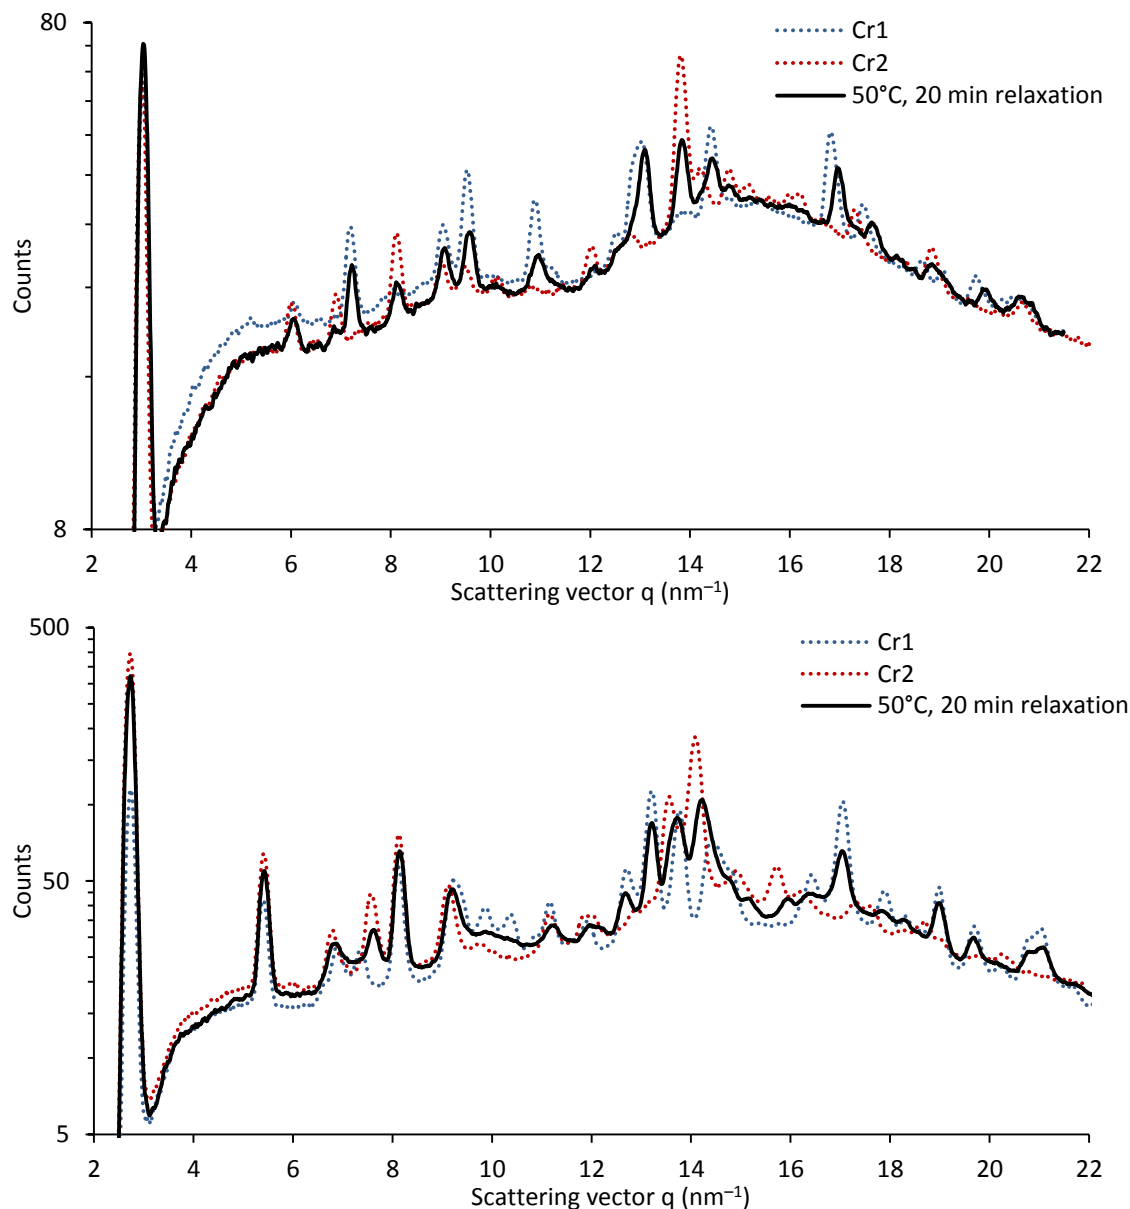 80
Cr1
Cr2
50°C, 20 min relaxation
Counts
8
2 4 6 8 10 12 14 16 18 20 22
Scattering vector q (nm⁻¹)
500
Cr1
Cr2
50°C, 20 min relaxation
50
Counts
5
2 4 6 8 10 12 14 16 18 20 22
Scattering vector q (nm⁻¹)